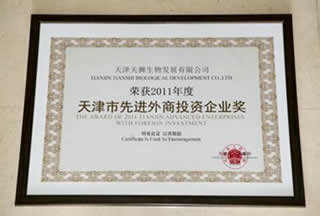 天津天狮生物发展有限公司
TIANJIN TIANSHI BIOLOGICAL DEVELOPMENT CO.,LTD
荣获2011年度
天津市先进外商投资企业奖
THE AWARD OF 2011 TIANJIN ADVANCED ENTERPRISES
WITH FOREIGN INVESTMENT
特发此证 以资鼓励
Certificate Is Used As Encouragement